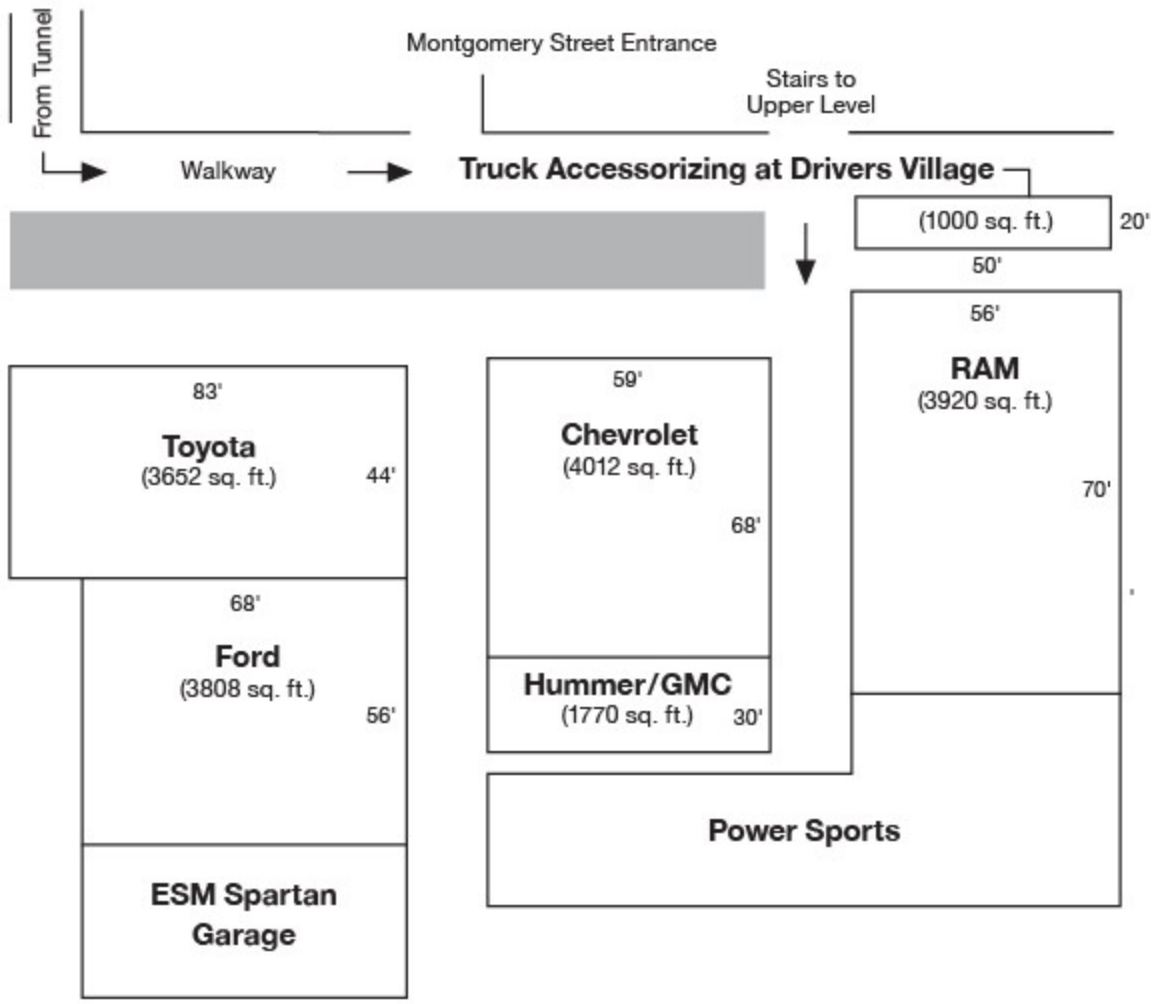 From Tunnel
Montgomery Street Entrance
Stairs to
Upper Level
Walkway
Truck Accessorizing at Drivers Village
(1000 sq. ft.)
20'
50'
56'
RAM
(3920 sq. ft.)
70'
83'
Toyota
(3652 sq. ft.)
44'
59'
Chevrolet
(4012 sq. ft.)
68'
68'
Ford
(3808 sq. ft.)
56'
Hummer/GMC
(1770 sq. ft.)
30'
Power Sports
ESM Spartan
Garage